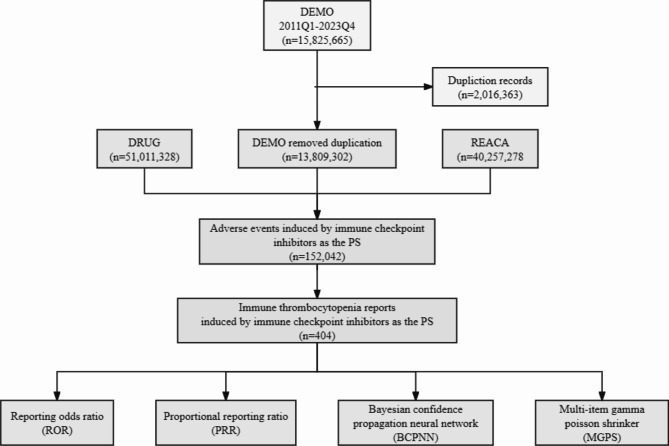 DEMO
2011Q1-2023Q4
(n=15,825,665)
Dupliction records
(n=2,016,363)
DRUG
(n=51,011,328)
DEMO removed duplication
(n=13,809,302)
REACA
(n=40,257,278
Adverse events induced by immune checkpoint
inhibitors as the PS
(n=152,042)
Immune thrombocytopenia reports
induced by immune checkpoint inhibitors as the PS
(n=404)
Reporting odds ratio
(ROR)
Proportional reporting ratio
(PRR)
Bayesian confidence
propagation neural network)
(BCPNN)
Multi-item gamma
poisson shrinker)
(MGPS)